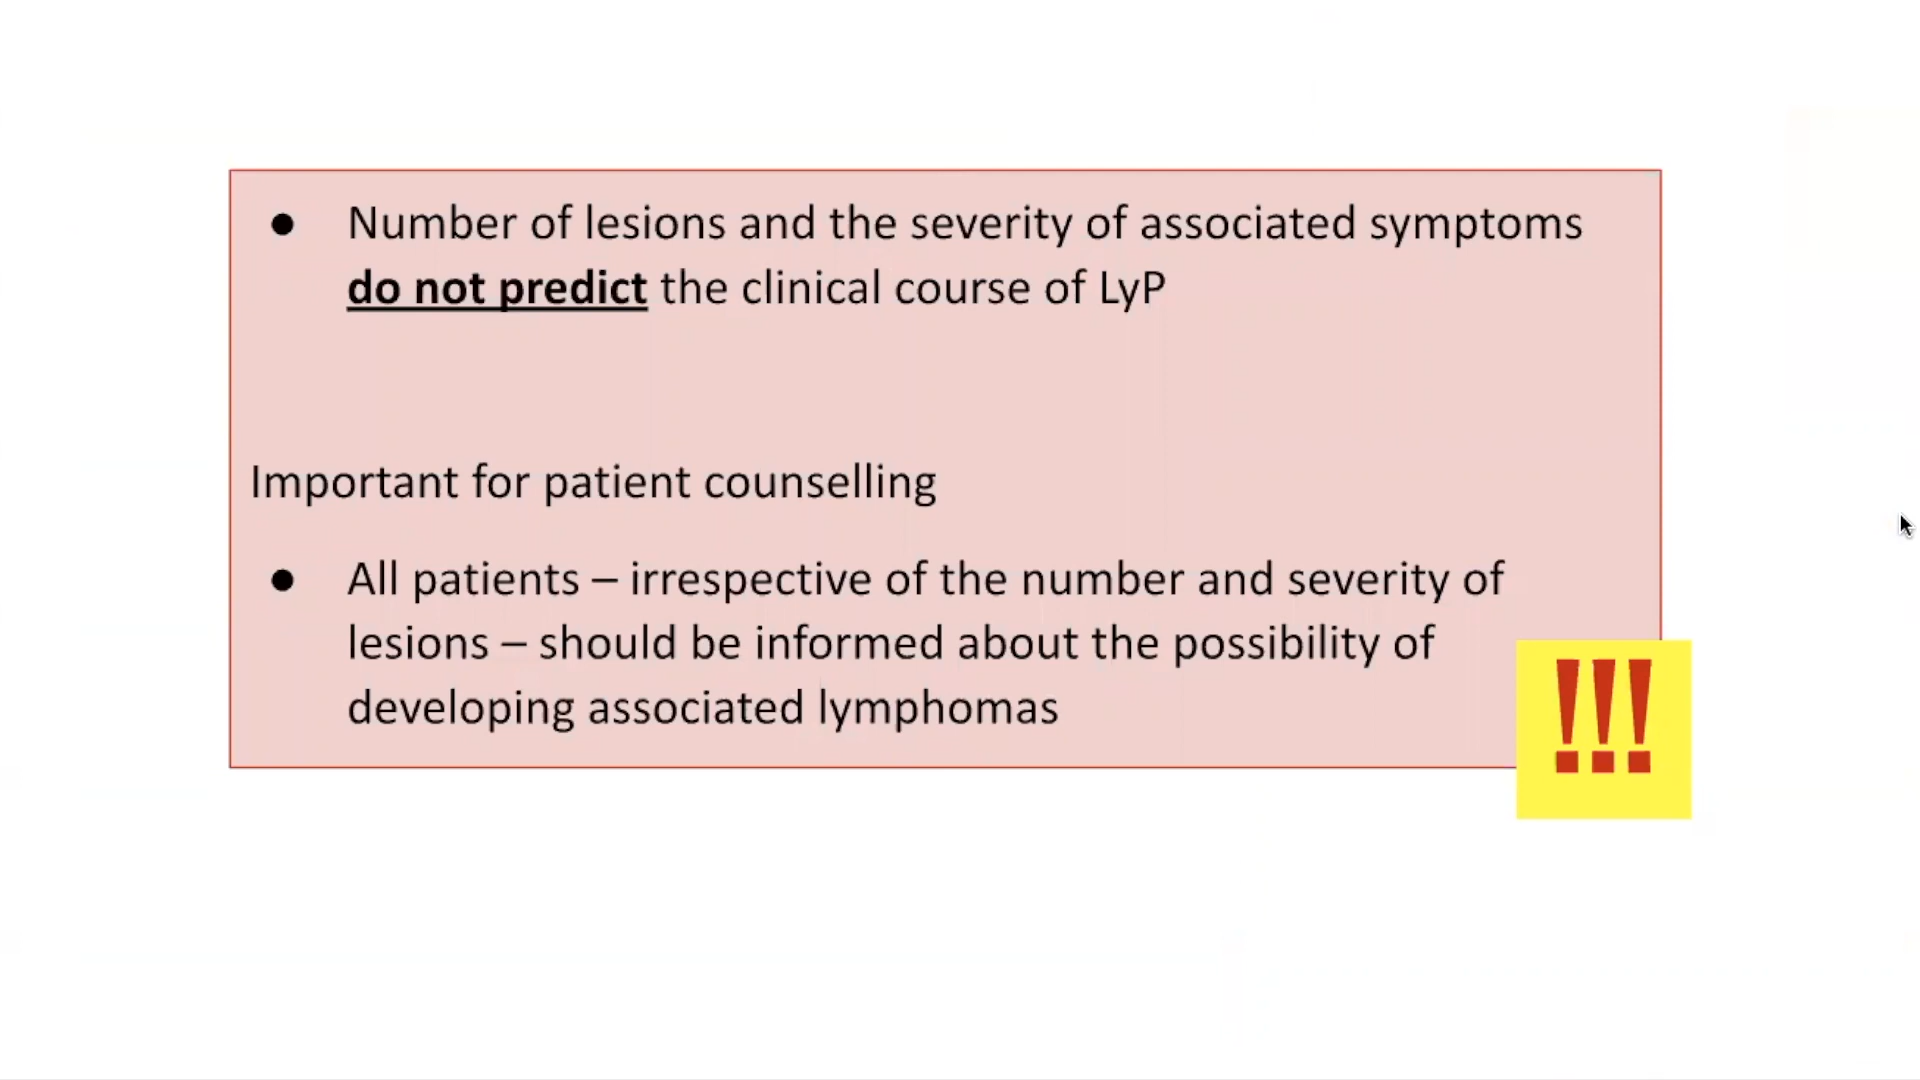 ● Number of lesions and the severity of associated symptoms
do not predict the clinical course of LyP
Important for patient counselling
● All patients – irrespective of the number and severity of
lesions – should be informed about the possibility of
developing associated lymphomas
!!!